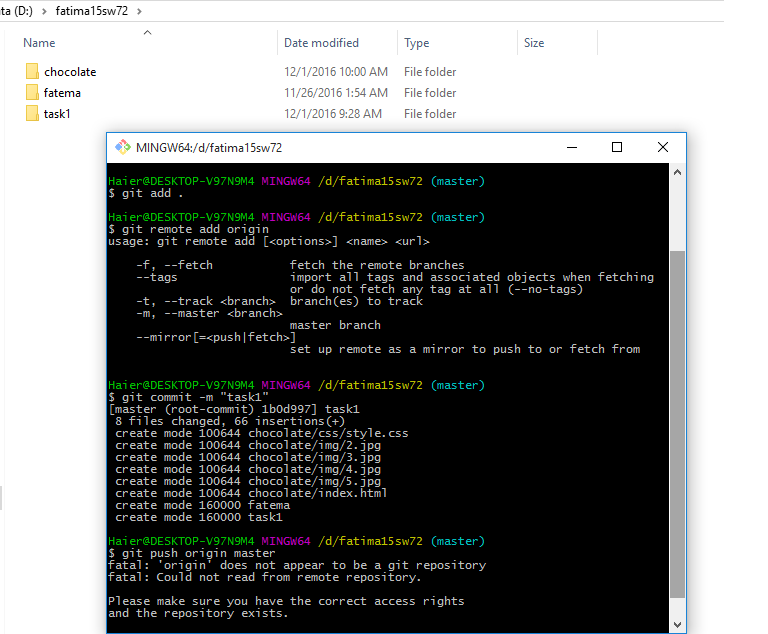 ta (D:) > fatima15sw72 >
Name Date modified Type Size
chocolate 12/1/2016 10:00 AM File folder
fatema 11/26/2016 1:54 AM File folder
task1 12/1/2016 9:28 AM File folder
MINGW64:/d/fatima15sw72
Haier@DESKTOP-V97N9M4 MINGW64 /d/fatima15sw72 (master)
$ git add .
Haier@DESKTOP-V97N9M4 MINGW64 /d/fatima15sw72 (master)
$ git remote add origin
usage: git remote add [<options>] <name> <url>
-f, --fetch fetch the remote branches
--tags import all tags and associated objects when fetching
or do not fetch any tag at all (--no-tags)
-t, --track <branch> branch(es) to track
-m, --master <branch>
master branch
--mirror[=<push|fetch>]
set up remote as a mirror to push to or fetch from
Haier@DESKTOP-V97N9M4 MINGW64 /d/fatima15sw72 (master)
$ git commit -m "task1"
[master (root-commit) 1b0d997] task1
8 files changed, 66 insertions(+)
create mode 100644 chocolate/css/style.css
create mode 100644 chocolate/img/2.jpg
create mode 100644 chocolate/img/3.jpg
create mode 100644 chocolate/img/4.jpg
create mode 100644 chocolate/img/5.jpg
create mode 100644 chocolate/index.html
create mode 160000 fatema
create mode 160000 task1
Haier@DESKTOP-V97N9M4 MINGW64 /d/fatima15sw72 (master)
$ git push origin master
fatal: 'origin' does not appear to be a git repository
fatal: Could not read from remote repository.
Please make sure you have the correct access rights
and the repository exists.